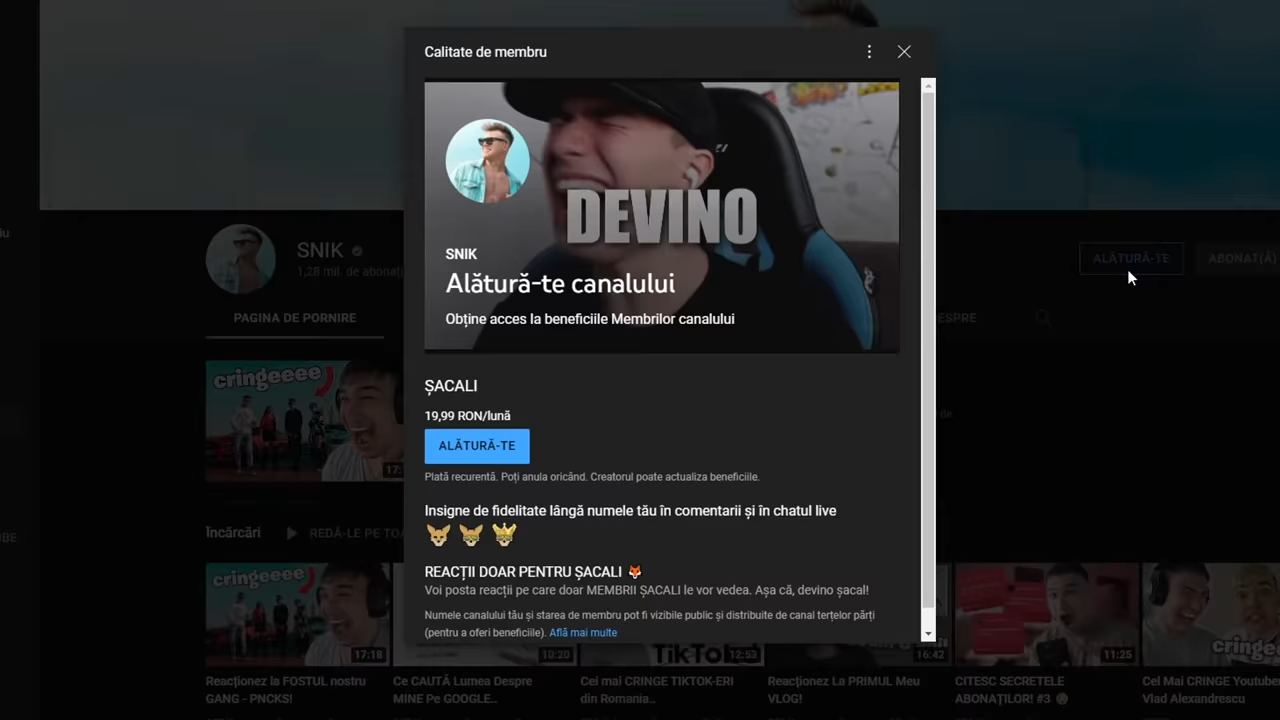 Calitate de membru
DEVINO
SNIK
Alătură-te canalului
Obține acces la beneficiile Membrilor canalului
ȘACALI
19,99 RON/lună
ALĂTURĂ-TE
Plată recurentă. Poți anula oricând. Creatorul poate actualiza beneficiile.
Insigne de fidelitate lângă numele tău în comentarii și în chatul live
REACȚII DOAR PENTRU ȘACALI
Voi posta reacții pe care doar MEMBRII ȘACALI le vor vedea. Așa că, devino șacal!
Numele canalului tău și starea de membru pot fi vizibile public și distribuite de canal terțelor părți
(pentru a oferi beneficiile). Află mai multe
SNIK
1,28 mil. de abonați
ALĂTURĂ-TE
ABONAT(Ă)
PAGINA DE PORNIRE
ESPRE
cringeeee
17:
de
Încărcări
REDĂ-LE PE TOA
cringeeee
17:18
10:20
TikTo
12:53
16:42
11:25
cringe
Reacționez la FOSTUL nostru
GANG - PNCKS!
Ce CAUTĂ Lumea Despre
MINE Pe GOOGLE..
Cei mai CRINGE TIKTOK-ERI
din Romania..
Reacționez La PRIMUL Meu
VLOG!
CITESC SECRETELE
ABONAȚILOR! #3
Cel Mai CRINGE Youtuber
Vlad Alexandrescu